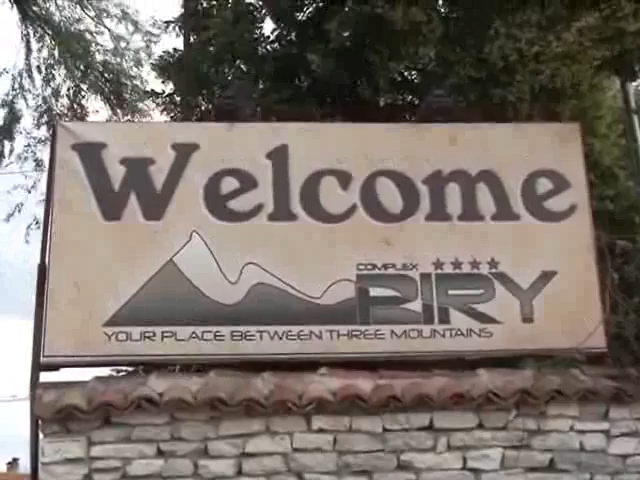 Welcome
COMPLEX ★★★★
PIRY
YOUR PLACE BETWEEN THREE MOUNTAINS